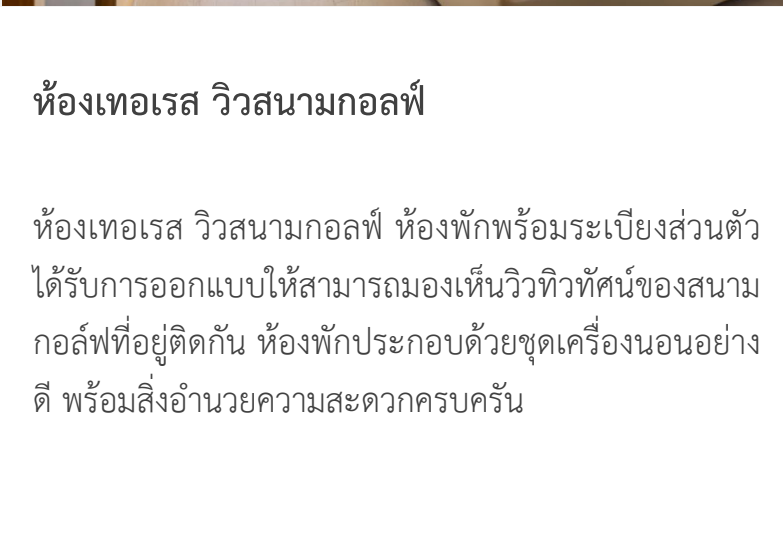 ห้องเทอเรส วิวสนามกอลฟ์
ห้องเทอเรส วิวสนามกอลฟ์ ห้องพักพร้อมระเบียงส่วนตัว
ได้รับการออกแบบให้สามารถมองเห็นวิวทิวทัศน์ของสนาม
กอล์ฟที่อยู่ติดกัน ห้องพักประกอบด้วยชุดเครื่องนอนอย่าง
ดี พร้อมสิ่งอำนวยความสะดวกครบครัน